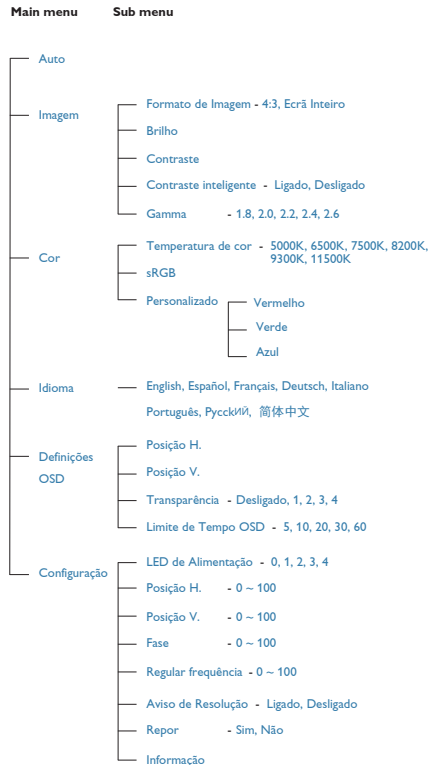 Main menu Sub menu
Auto
Imagem
Formato de Imagem - 4:3, Ecrã Inteiro
Brilho
Contraste
Contraste inteligente - Ligado, Desligado
Gamma - 1.8, 2.0, 2.2, 2.4, 2.6
Cor
Temperatura de cor - 5000K, 6500K, 7500K, 8200K,
9300K, 11500K
sRGB
Personalizado
Vermelho
Verde
Azul
Idioma
English, Español, Français, Deutsch, Italiano
Português, РусскИЙ, 简体中文
Definições
OSD
Posição H.
Posição V.
Transparência - Desligado, 1, 2, 3, 4
Limite de Tempo OSD - 5, 10, 20, 30, 60
Configuração
LED de Alimentação - 0, 1, 2, 3, 4
Posição H. - 0 ~ 100
Posição V. - 0 ~ 100
Fase - 0 ~ 100
Regular frequência - 0 ~ 100
Aviso de Resolução - Ligado, Desligado
Repor - Sim, Não
Informação